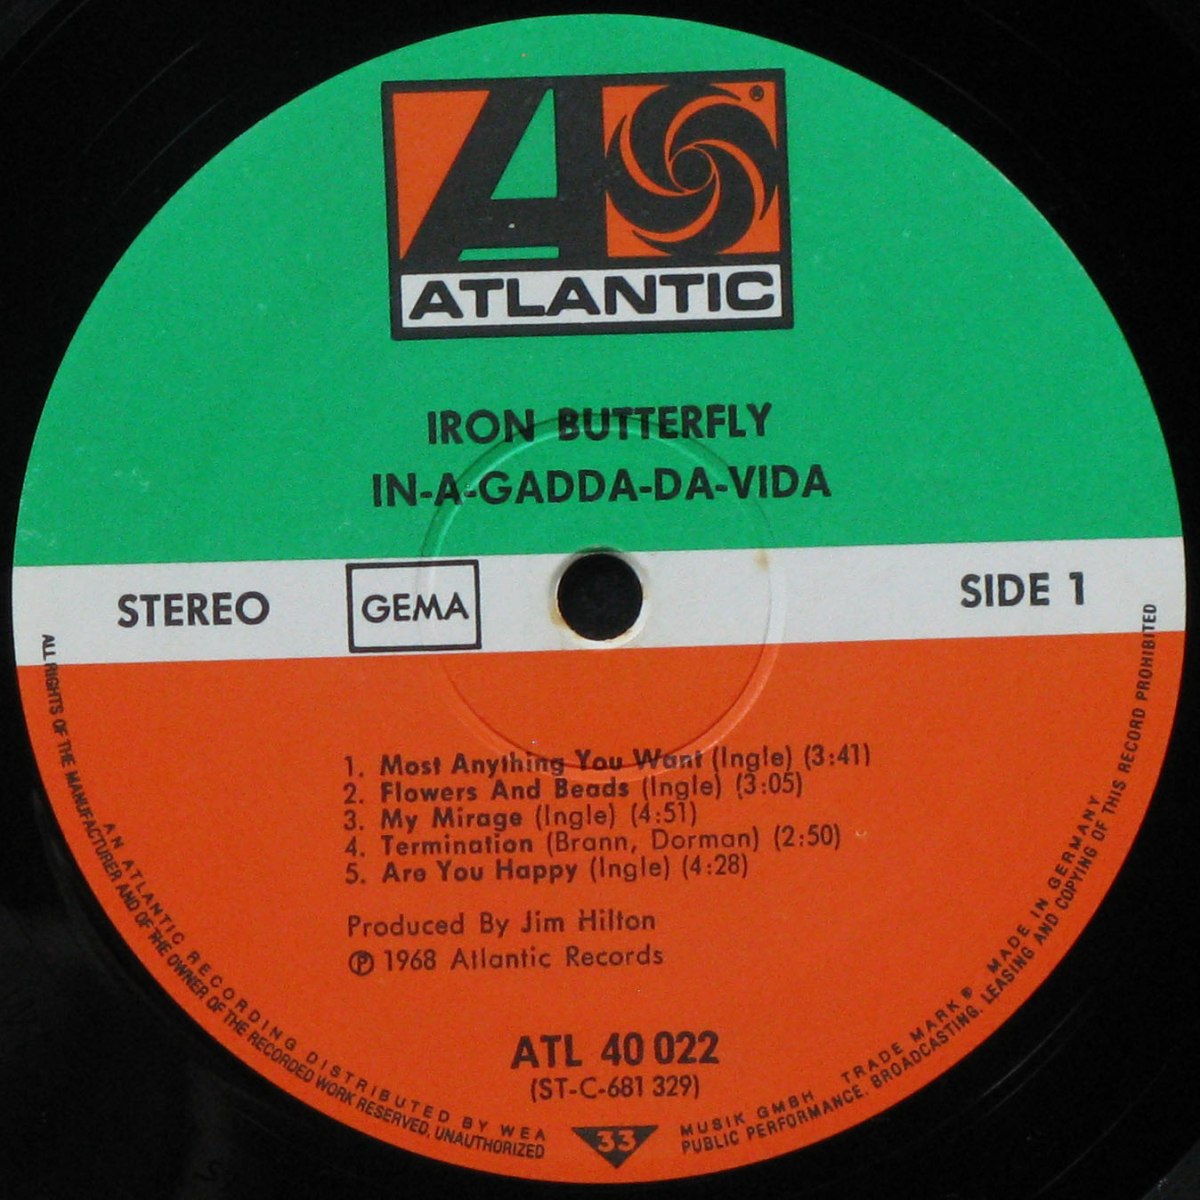 ATLANTIC ®
IRON BUTTERFLY
IN-A-GADDA-DA-VIDA
STEREO GEMA SIDE 1
1. Most Anything You Want (Ingle) (3:41)
2. Flowers And Beads (Ingle) (3:05)
3. My Mirage (Ingle) (4:51)
4. Termination (Brann, Dorman) (2:50)
5. Are You Happy (Ingle) (4:28)
Produced By Jim Hilton
℗ 1968 Atlantic Records
ATL 40 022
(ST-C-681 329)
33
AN ATLANTIC RECORDING DISTRIBUTED BY WEA MUSIK GMBH TRADE MARK ® MADE IN GERMANY
ALL RIGHTS OF THE MANUFACTURER AND OF THE OWNER OF THE RECORDED WORK RESERVED. UNAUTHORIZED PUBLIC PERFORMANCE. BROADCASTING. LEASING AND COPYING OF THIS RECORD PROHIBITED